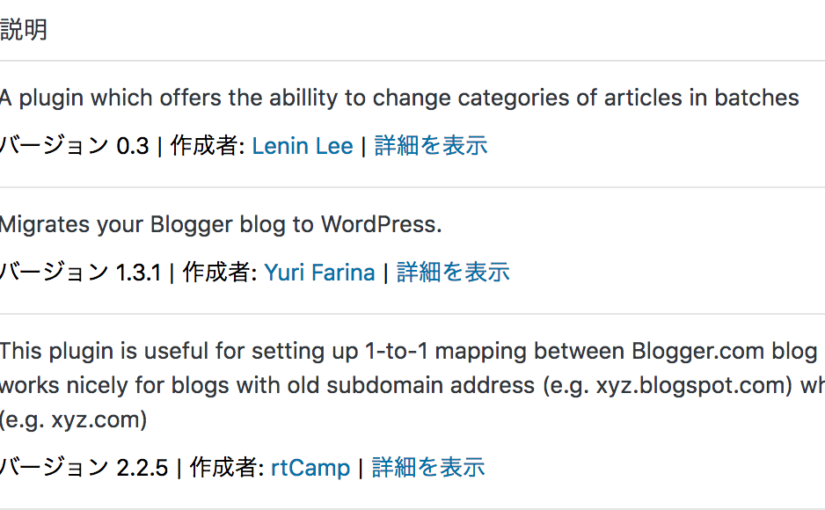 説明
A plugin which offers the abillity to change categories of articles in batches
バージョン 0.3 | 作成者: Lenin Lee | 詳細を表示
Migrates your Blogger blog to WordPress.
バージョン 1.3.1 | 作成者: Yuri Farina | 詳細を表示
This plugin is useful for setting up 1-to-1 mapping between Blogger.com blog
works nicely for blogs with old subdomain address (e.g. xyz.blogspot.com) wh
(e.g. xyz.com)
バージョン 2.2.5 | 作成者: rtCamp | 詳細を表示